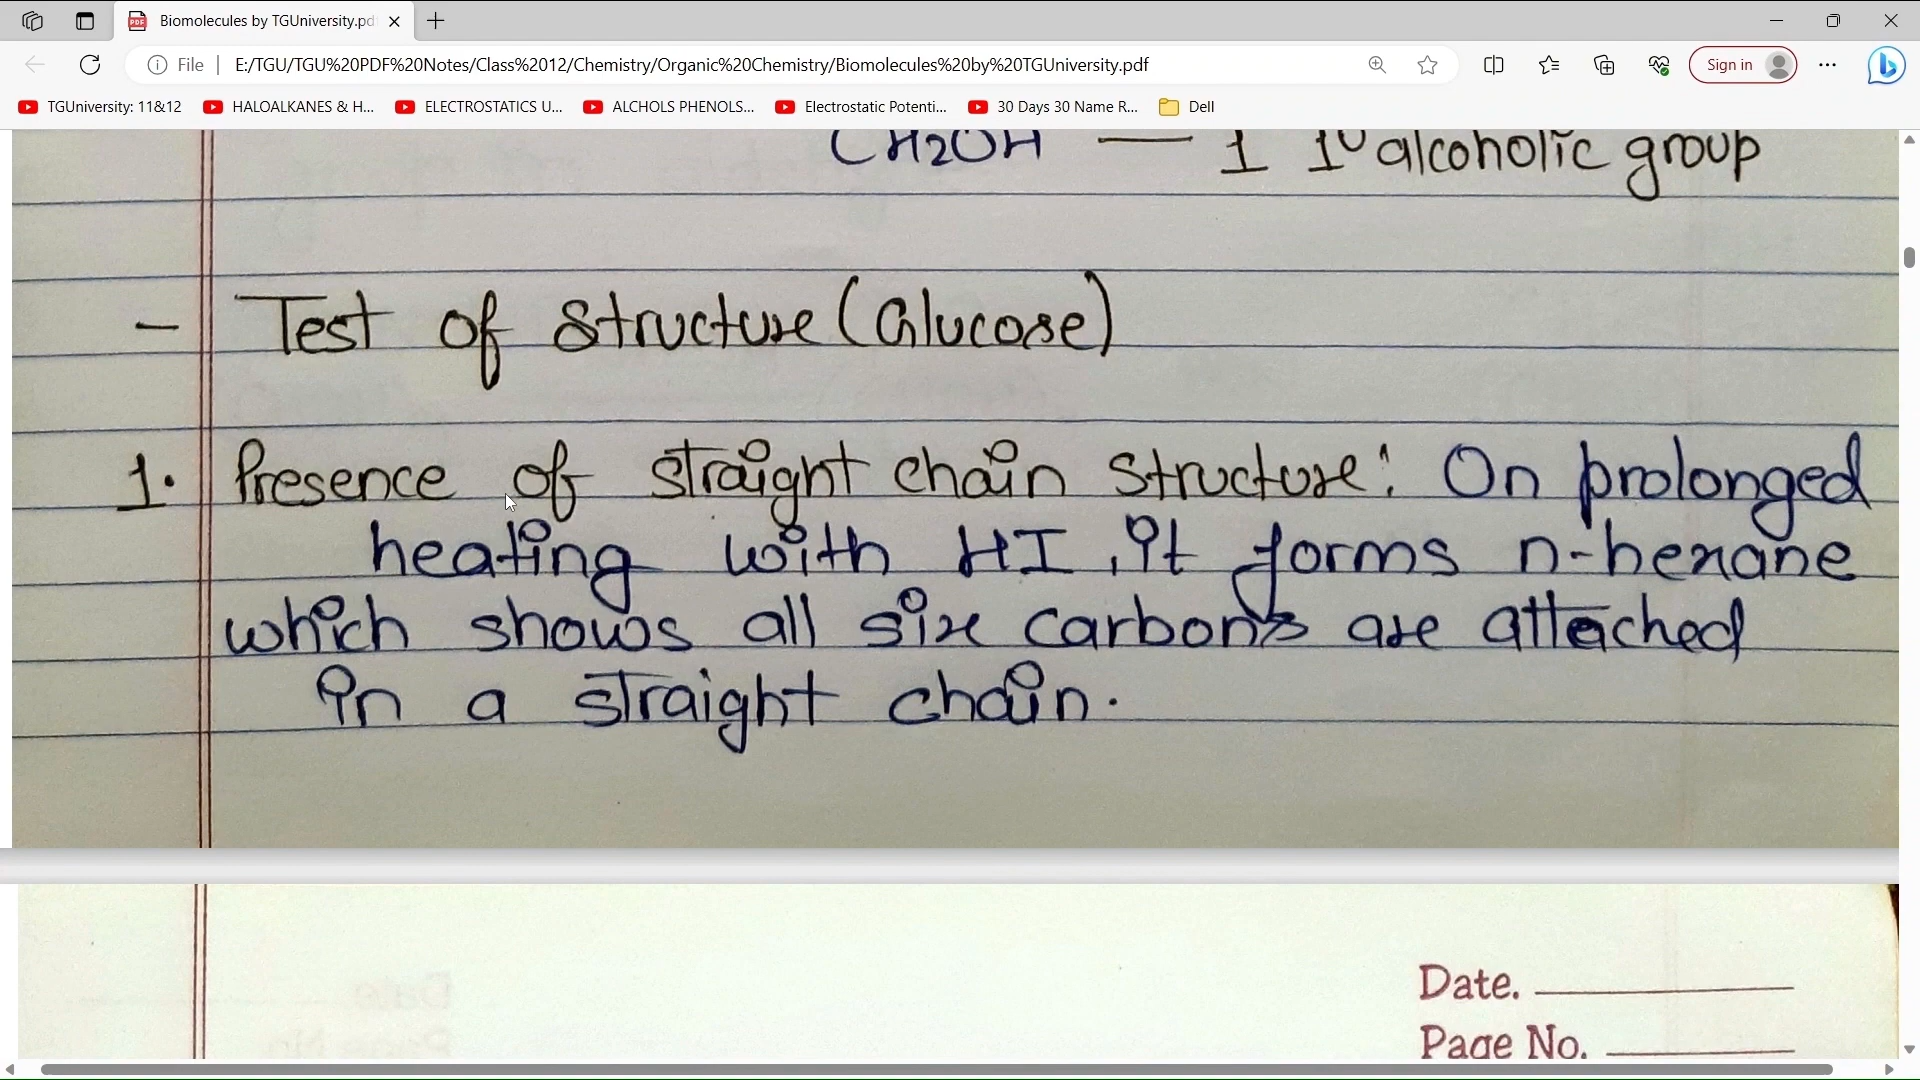 Biomolecules by TGUniversity.pd
File
E:/TGU/TGU%20PDF%20Notes/Class%2012/Chemistry/Organic%20Chemistry/Biomolecules%20by%20TGUniversity.pdf
Sign in
TGUniversity: 11&12
HALOALKANES & H...
ELECTROSTATICS U...
ALCHOLS PHENOLS...
Electrostatic Potenti...
30 Days 30 Name R...
Dell
CH2OH — 1 1° alcoholic group
- Test of structure (Glucose)
1. Presence of straight chain structure: On prolonged
heating with HI, it forms n-hexane
which shows all six carbons are attached
in a straight chain.
Date.
Page No.